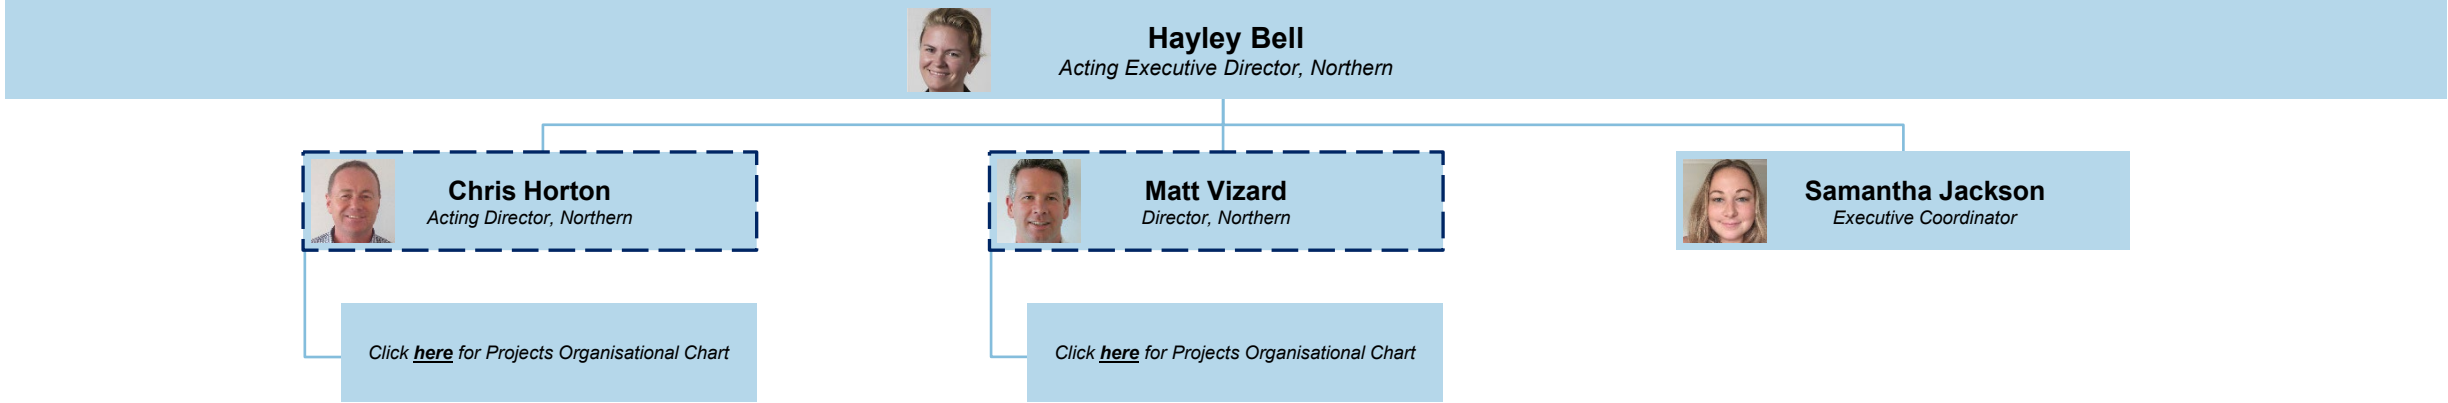 Hayley Bell
Acting Executive Director, Northern
Chris Horton
Acting Director, Northern
Matt Vizard
Director, Northern
Samantha Jackson
Executive Coordinator
Click here for Projects Organisational Chart
Click here for Projects Organisational Chart